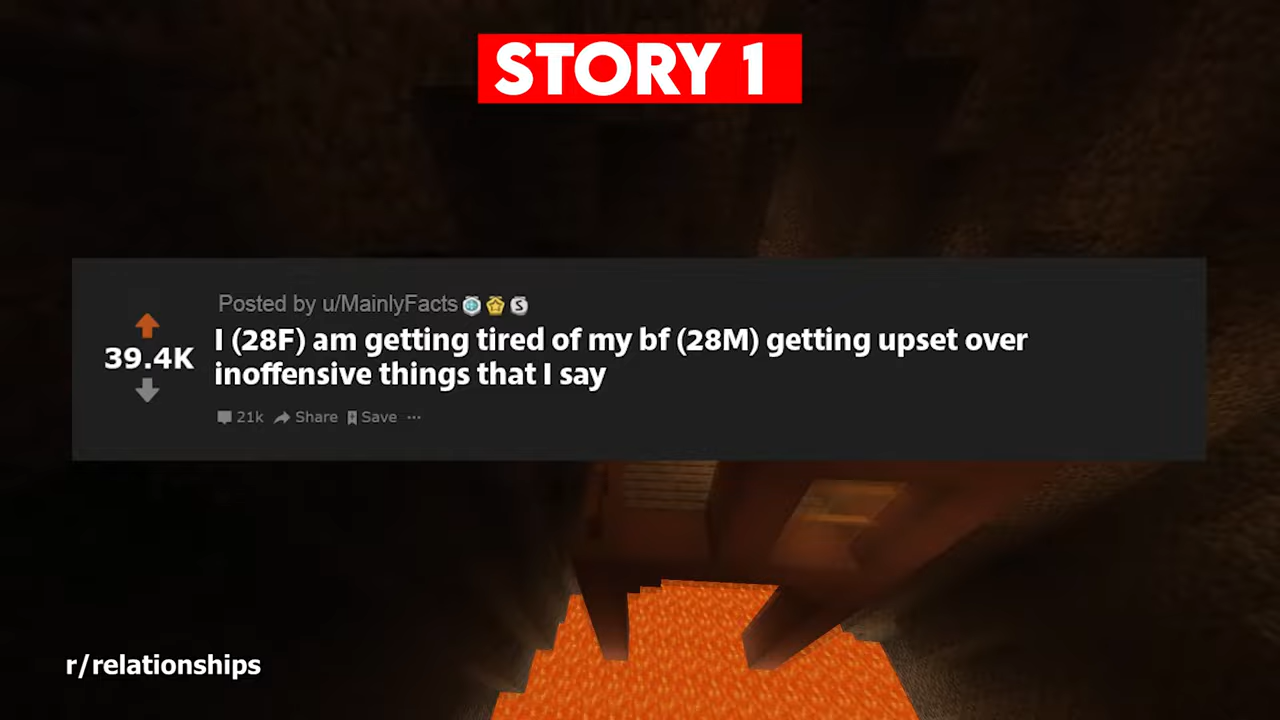 STORY 1
Posted by u/MainlyFacts
39.4K
I (28F) am getting tired of my bf (28M) getting upset over
inoffensive things that I say
21k Share Save ···
r/relationships